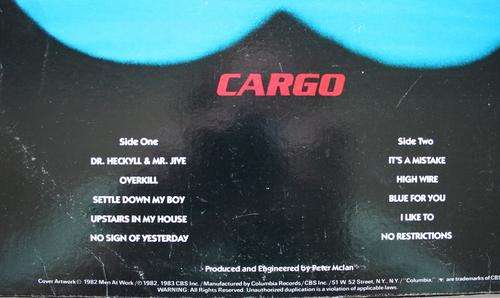 CARGO
Side One
DR. HECKYLL & MR. JIVE
OVERKILL
SETTLE DOWN MY BOY
UPSTAIRS IN MY HOUSE
NO SIGN OF YESTERDAY
Side Two
IT'S A MISTAKE
HIGH WIRE
BLUE FOR YOU
I LIKE TO
NO RESTRICTIONS
Produced and Engineered by Peter McIan
Cover Artwork © 1982 Men At Work / ℗ 1982, 1983 CBS Inc. / Manufactured by Columbia Records / CBS Inc. / 51 W. 52 Street, N.Y., N.Y. / "Columbia," are trademarks of CBS
WARNING: All Rights Reserved. Unauthorized duplication is a violation of applicable laws.